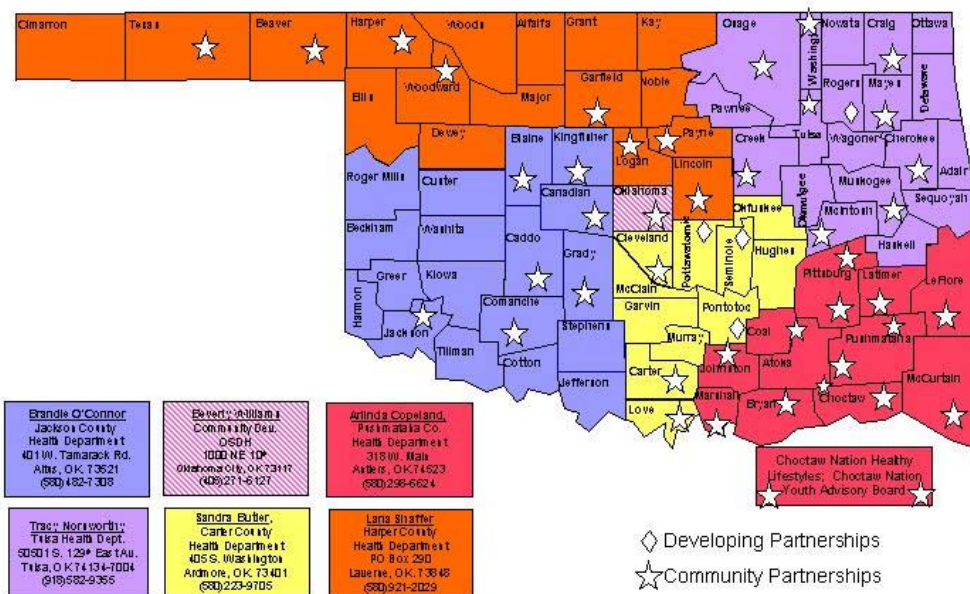 Cimarron
Texas
Beaver
Harper
Woods
Alfalfa
Grant
Kay
Osage
Washing
Nowata
Craig
Ottawa
Ellis
Woodward
Major
Garfield
Noble
Pawnee
Rogers
Mayes
Delaware
Dewey
Blaine
Kingfisher
Logan
Payne
Creek
Tulsa
Wagoner
Cherokee
Adair
Roger Mills
Custer
Canadian
Oklahoma
Lincoln
Okfuskee
Okmulgee
Muskogee
McIntosh
Sequoyah
Beckham
Washita
Caddo
Grady
Cleveland
Pottawatomie
Seminole
Hughes
Haskell
Pittsburg
Latimer
LeFlore
Greer
Kiowa
Harmon
Jackson
Comanche
McClain
Garvin
Pontotoc
Coal
Pushmataha
Tillman
Cotton
Stephens
Murray
Johnston
Atoka
McCurtain
Jefferson
Carter
Love
Marshall
Bryan
Choctaw
Brandie O'Connor
Jackson County
Health Department
401 W. Tamarack Rd.
Altus, OK 73521
(580)482-7308
Beverly Williams
Community Dev.
OSDH
1000 NE 10th
Oklahoma City, OK 73117
(405)271-6127
Arlinda Copeland,
Pushmataha Co.
Health Department
318 W. Main
Antlers, OK 74523
(580)298-6624
Choctaw Nation Healthy
Lifestyles; Choctaw Nation
Youth Advisory Board
Tracy Norsworthy
Tulsa Health Dept.
50501 S. 129th East Av.
Tulsa, OK 74134-7004
(918)582-9355
Sandra Butler,
Carter County
Health Department
405 S. Washington
Ardmore, OK. 73401
(580)223-9705
Lana Shaffer
Harper County
Health Department
PO Box 290
Laverne, OK. 73848
(580)921-2029
Developing Partnerships
Community Partnerships